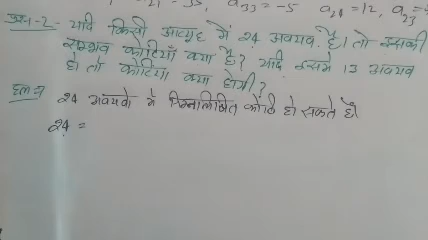 a₃₃ = -5 a₂₄ = 12, a₂₃
प्रश्न-2- यदि किसी आव्यूह में 24 अवयव है। तो इसकी
सम्भव कोटियाँ क्या है? यदि इसमे 13 अवयव
हो तो कोटिया क्या होगी?
हल→
24 अवयवो मे निम्नलिखित कोटि हो सकते हैं
24 =